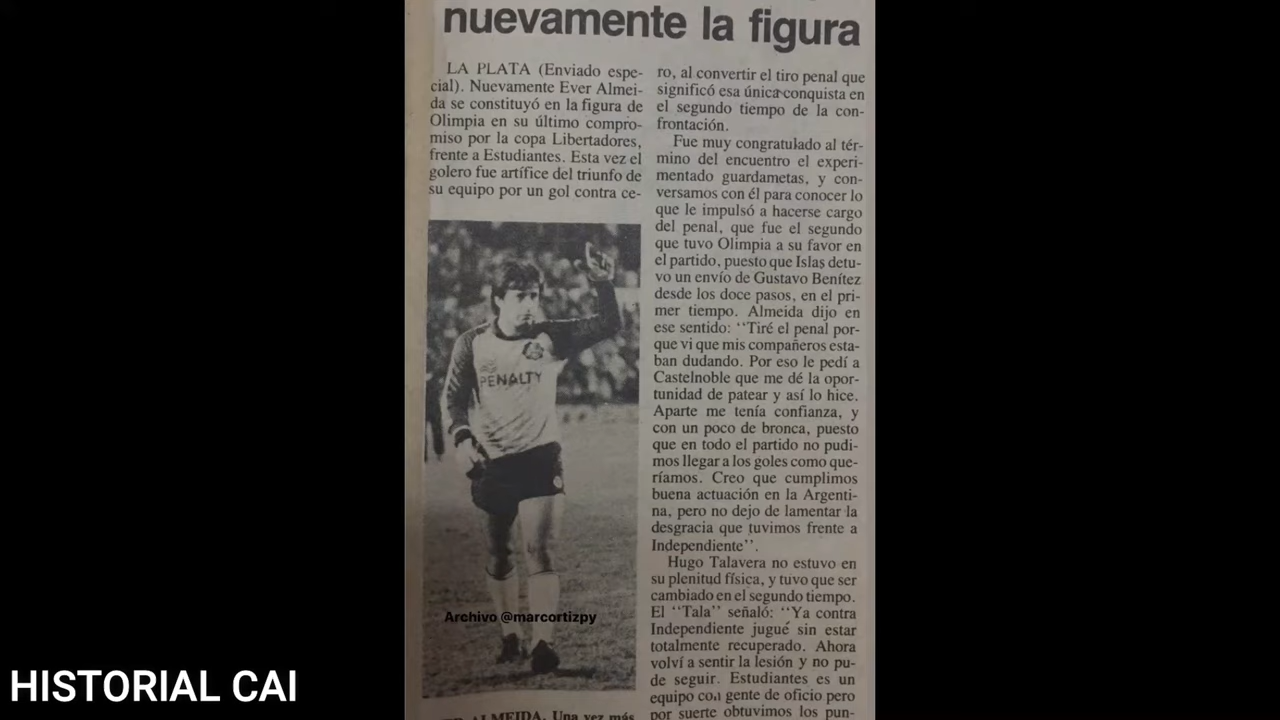 nuevamente la figura
LA PLATA (Enviado espe-
cial). Nuevamente Ever Almei-
da se constituyó en la figura de
Olimpia en su último compro-
miso por la copa Libertadores,
frente a Estudiantes. Esta vez el
golero fue artífice del triunfo de
su equipo por un gol contra ce-
ro, al convertir el tiro penal que
significó esa única conquista en
el segundo tiempo de la con-
frontación.
Fue muy congratulado al tér-
mino del encuentro el experi-
mentado guardametas, y con-
versamos con él para conocer lo
que le impulsó a hacerse cargo
del penal, que fue el segundo
que tuvo Olimpia a su favor en
el partido, puesto que Islas detu-
vo un envío de Gustavo Benítez
desde los doce pasos, en el pri-
mer tiempo. Almeida dijo en
ese sentido: ‘‘Tiré el penal por-
que vi que mis compañeros esta-
ban dudando. Por eso le pedí a
Castelnoble que me dé la opor-
tunidad de patear y así lo hice.
Aparte me tenía confianza, y
con un poco de bronca, puesto
que en todo el partido no pudi-
mos llegar a los goles como que-
ríamos. Creo que cumplimos
buena actuación en la Argenti-
na, pero no dejo de lamentar la
desgracia que tuvimos frente a
Independiente’’.
Hugo Talavera no estuvo en
su plenitud física, y tuvo que ser
cambiado en el segundo tiempo.
El ‘‘Tala’’ señaló: ‘‘Ya contra
Independiente jugué sin estar
totalmente recuperado. Ahora
volví a sentir la lesión y no pu-
de seguir. Estudiantes es un
equipo con gente de oficio pero
por suerte obtuvimos los pun-
PENALTY
Archivo @marcortizpy
ALMEIDA. Una vez más
HISTORIAL CAI